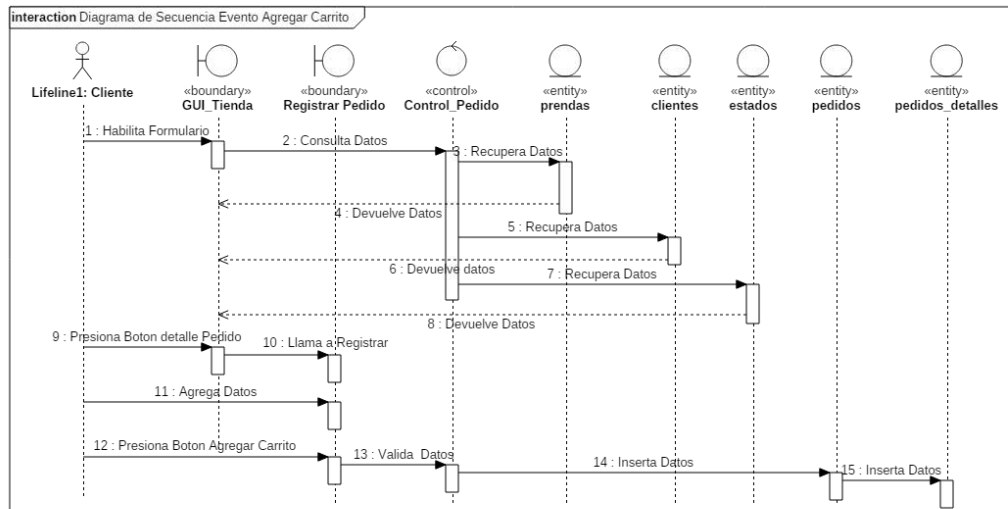 interaction Diagrama de Secuencia Evento Agregar Carrito
Lifeline1: Cliente
«boundary»
GUI_Tienda
«boundary»
Registrar Pedido
«control»
Control_Pedido
«entity»
prendas
«entity»
clientes
«entity»
estados
«entity»
pedidos
«entity»
pedidos_detalles
1 : Habilita Formulario
2 : Consulta Datos
3 : Recupera Datos
4 : Devuelve Datos
5 : Recupera Datos
6 : Devuelve datos
7 : Recupera Datos
8 : Devuelve Datos
9 : Presiona Boton detalle Pedido
10 : Llama a Registrar
11 : Agrega Datos
12 : Presiona Boton Agregar Carrito
13 : Valida  Datos
14 : Inserta Datos
15 : Inserta Datos